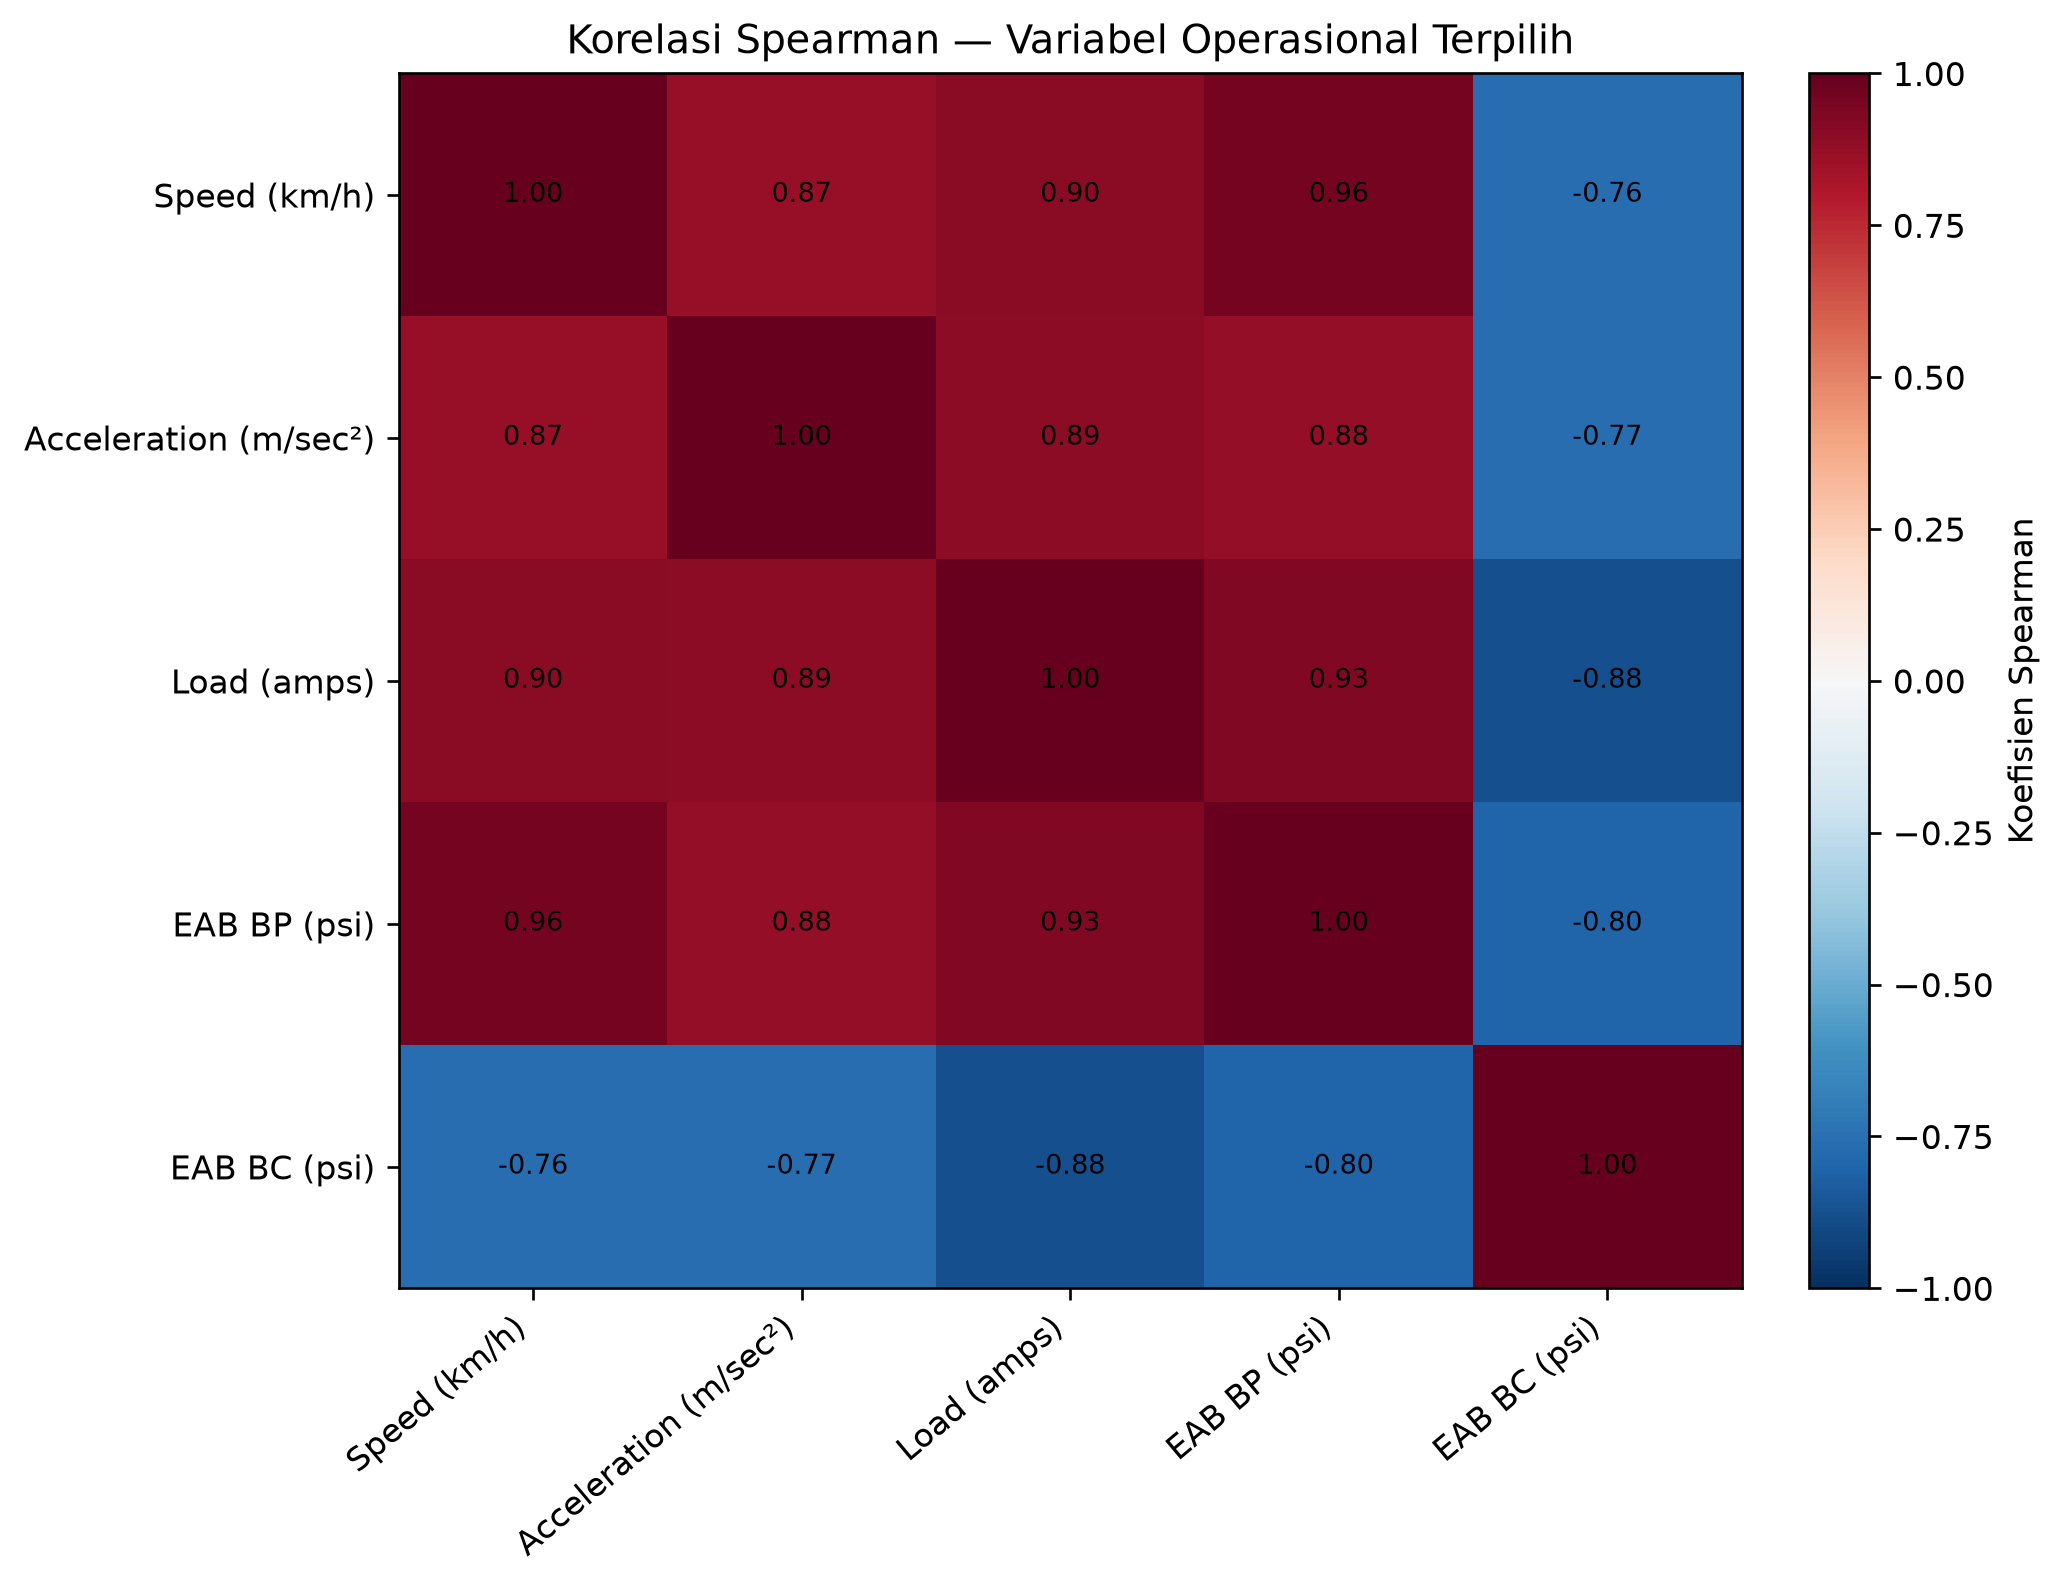 Korelasi Spearman — Variabel Operasional Terpilih
Speed (km/h)
1.00 0.87 0.90 0.96 -0.76
Acceleration (m/sec²)
0.87 1.00 0.89 0.88 -0.77
Load (amps)
0.90 0.89 1.00 0.93 -0.88
EAB BP (psi)
0.96 0.88 0.93 1.00 -0.80
EAB BC (psi)
-0.76 -0.77 -0.88 -0.80 1.00
Speed (km/h)
Acceleration (m/sec²)
Load (amps)
EAB BP (psi)
EAB BC (psi)
1.00
0.75
0.50
0.25
0.00
−0.25
−0.50
−0.75
−1.00
Koefisien Spearman